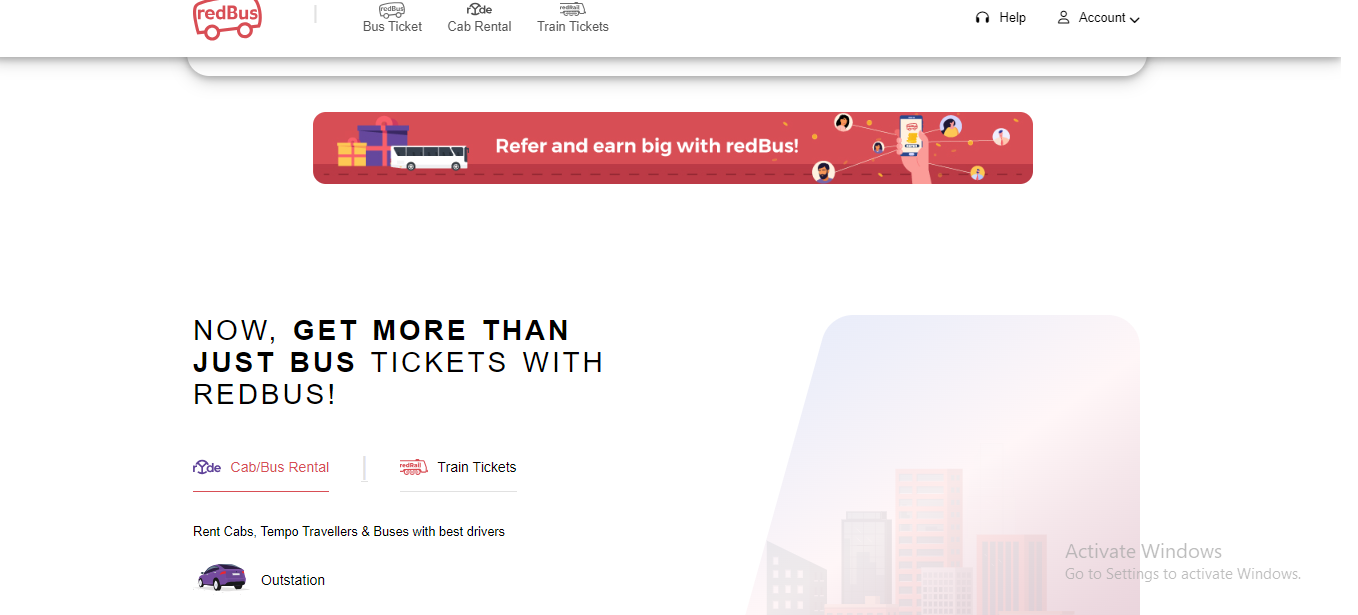 redBus
redBus
Bus Ticket
rYde
Cab Rental
redRail
Train Tickets
Help
Account
Refer and earn big with redBus!
NOW, GET MORE THAN
JUST BUS TICKETS WITH
REDBUS!
rYde Cab/Bus Rental
redRail Train Tickets
Rent Cabs, Tempo Travellers & Buses with best drivers
Outstation
Activate Windows
Go to Settings to activate Windows.